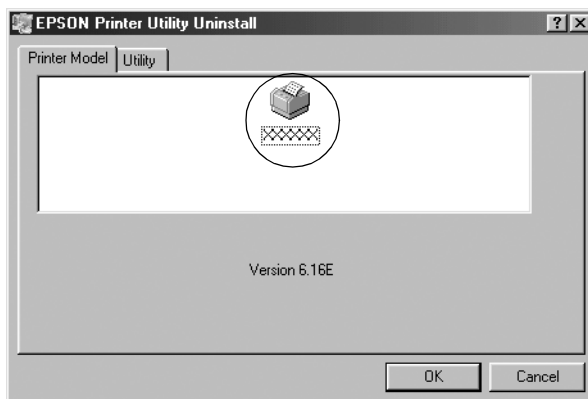 EPSON Printer Utility Uninstall
Printer Model
Utility
Version 6.16E
OK
Cancel